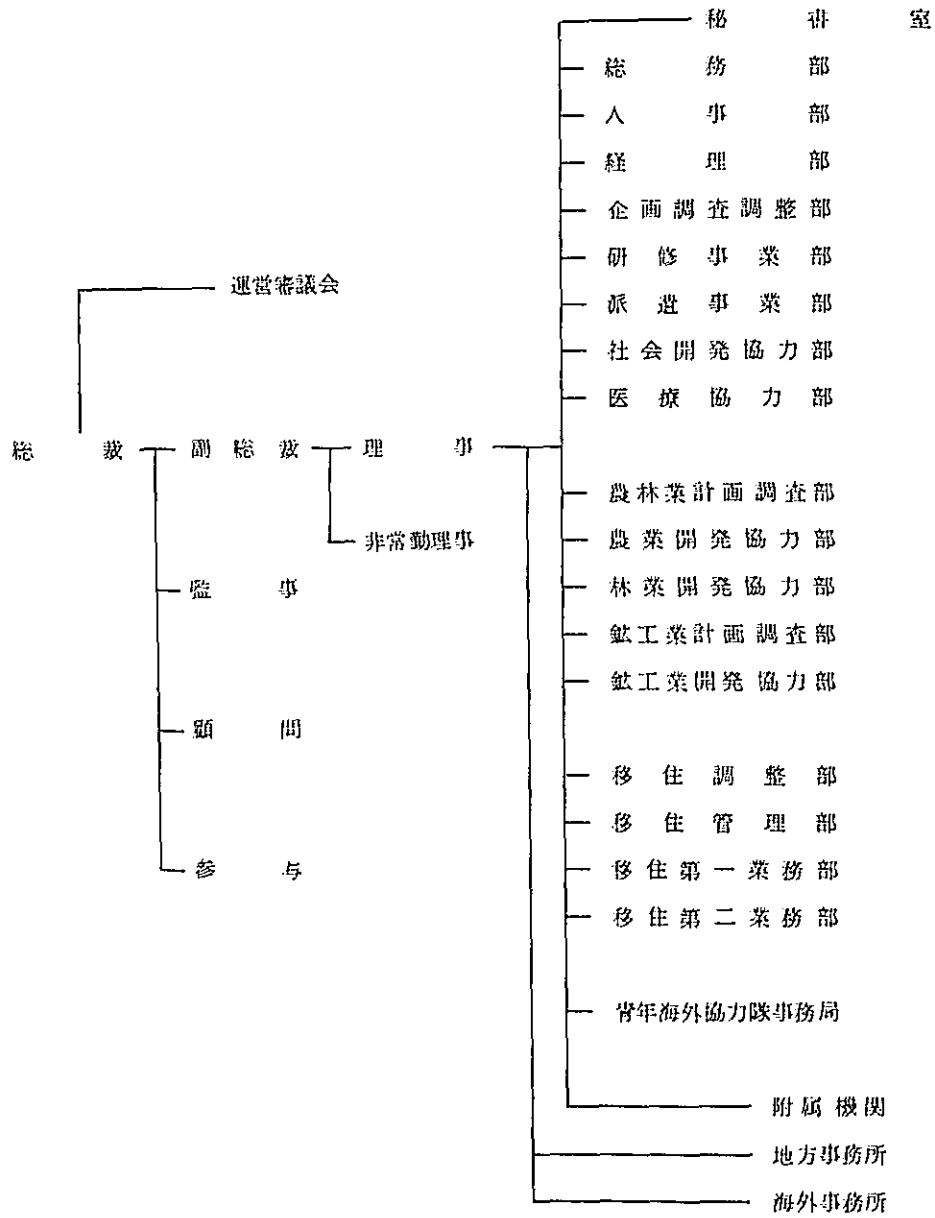 秘書室
総務部
人事部
経理部
企画調査調整部
研修事業部
運営審議会
派遣事業部
社会開発協力部
医療協力部
総裁 副総裁 理事
農林業計画調査部
非常勤理事
農業開発協力部
監事
林業開発協力部
鉱工業計画調査部
鉱工業開発協力部
顧問
移住調整部
移住管理部
参与
移住第一業務部
移住第二業務部
青年海外協力隊事務局
附属機関
地方事務所
海外事務所